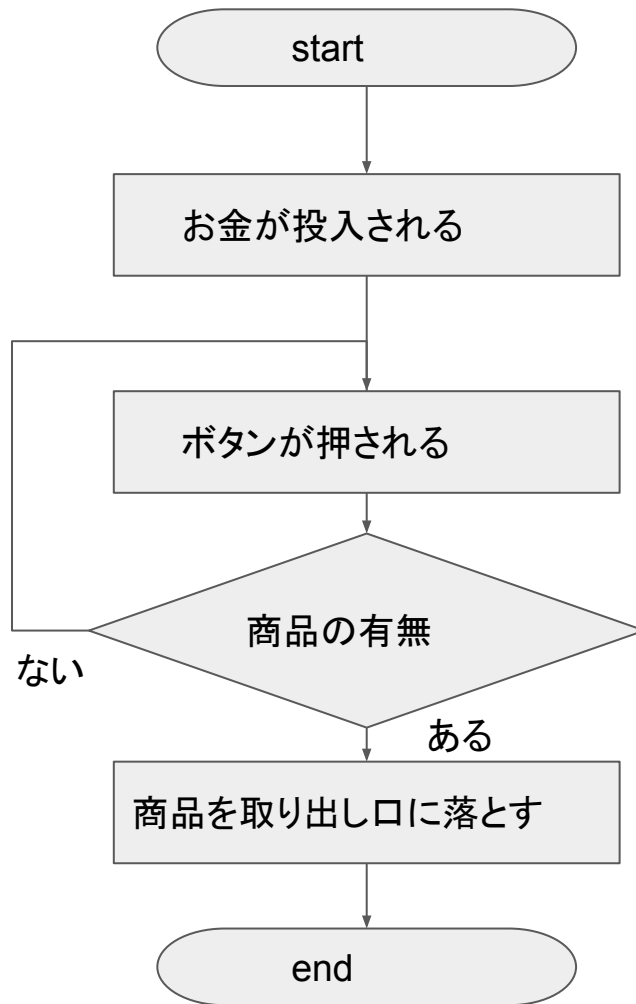 start
お金が投入される
ボタンが押される
商品の有無
ない
ある
商品を取り出し口に落とす
end